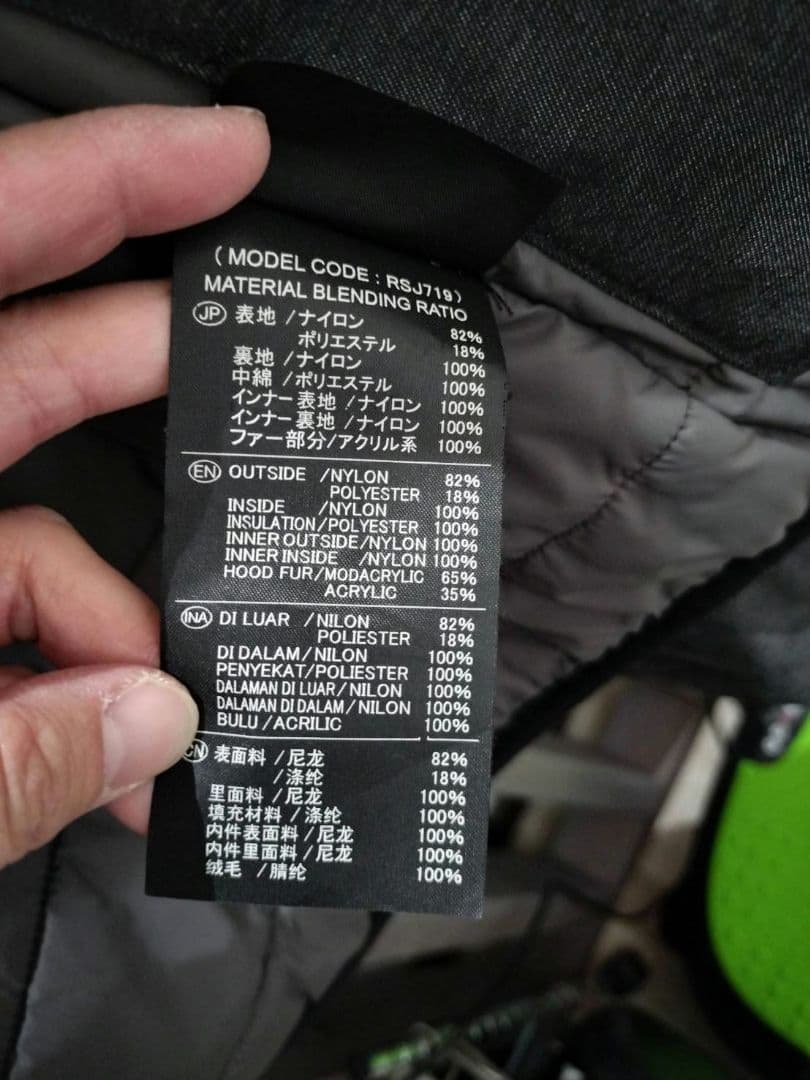 ( MODEL CODE : RSJ719 )
MATERIAL BLENDING RATIO
JP 表地 /ナイロン 82%
ポリエステル 18%
裏地 /ナイロン 100%
中綿 /ポリエステル 100%
インナー表地 /ナイロン 100%
インナー裏地 /ナイロン 100%
ファー部分/アクリル系 100%
EN OUTSIDE /NYLON 82%
POLYESTER 18%
INSIDE /NYLON 100%
INSULATION/POLYESTER 100%
INNER OUTSIDE/NYLON 100%
INNER INSIDE /NYLON 100%
HOOD FUR/MODACRYLIC 65%
ACRYLIC 35%
INA DI LUAR /NILON 82%
POLIESTER 18%
DI DALAM/NILON 100%
PENYEKAT/POLIESTER 100%
DALAMAN DI LUAR/NILON 100%
DALAMAN DI DALAM/NILON 100%
BULU/ACRILIC 100%
CN 表面料 /尼龙 82%
/涤纶 18%
里面料 /尼龙 100%
填充材料 /涤纶 100%
内件表面料 /尼龙 100%
内件里面料 /尼龙 100%
绒毛 /腈纶 100%